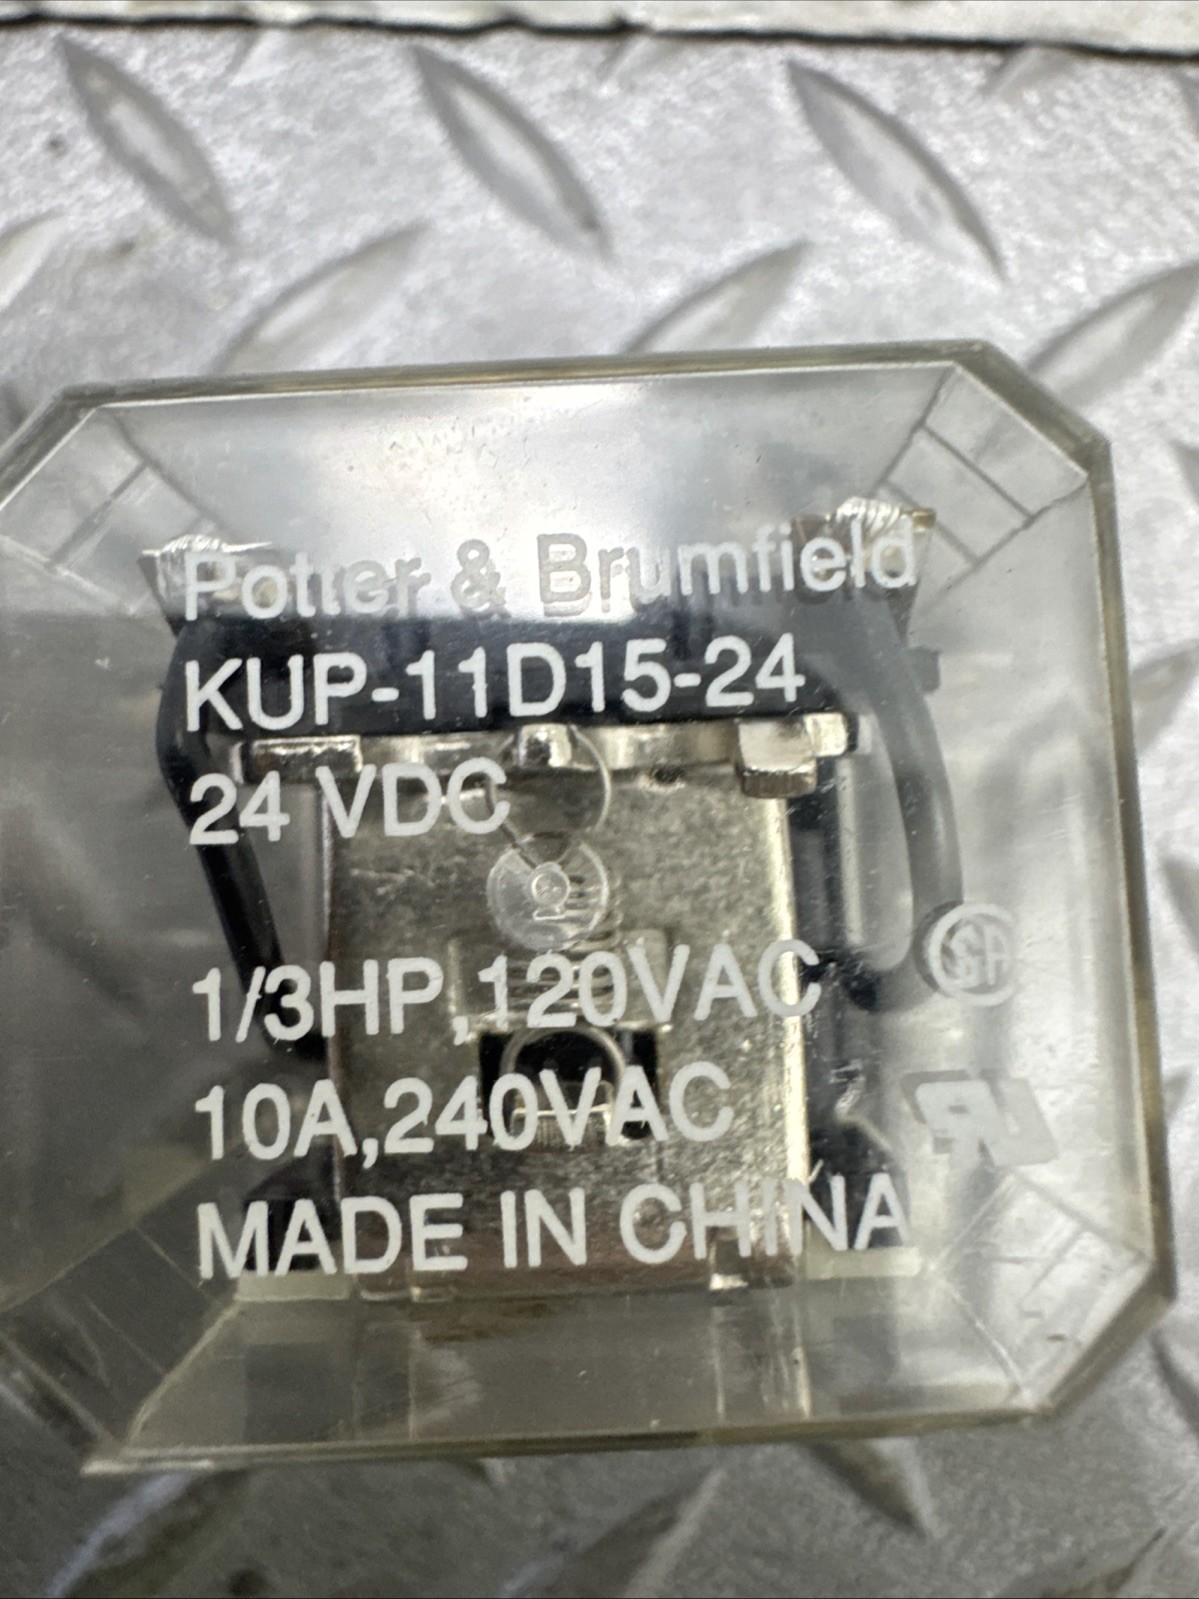 Potter & Brumfield
KUP-11D15-24
24 VDC
1/3HP,120VAC
10A,240VAC
MADE IN CHINA